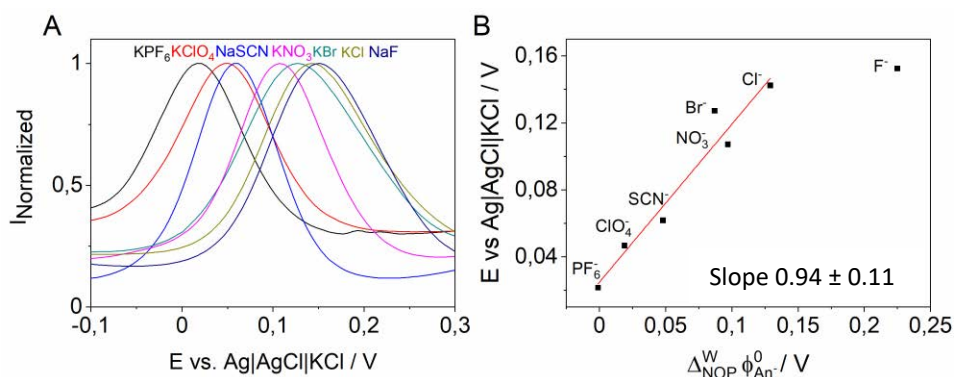 A
KPF6 KClO4 NaSCN KNO3 KBr KCl NaF
1
0,5
0
-0,1
0
0,1
0,2
0,3
INormalized
E vs. Ag|AgCl|KCl / V
B
0,16
0,12
0,08
0,04
0
0,05
0,1
0,15
0,20
0,25
E vs Ag|AgCl|KCl / V
F-
Cl-
Br-
NO3-
SCN-
ClO4-
PF6-
Slope 0.94 ± 0.11
ΔWNOP ϕ0An- / V